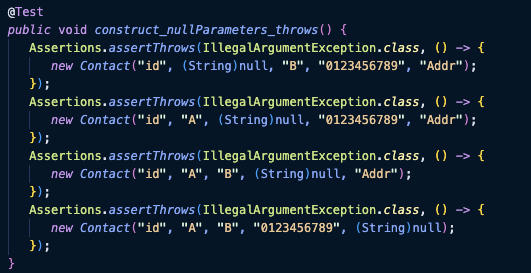 @Test
public void construct_nullParameters_throws() {
Assertions.assertThrows(IllegalArgumentException.class, () -> {
new Contact("id", (String)null, "B", "0123456789", "Addr");
});
Assertions.assertThrows(IllegalArgumentException.class, () -> {
new Contact("id", "A", (String)null, "0123456789", "Addr");
});
Assertions.assertThrows(IllegalArgumentException.class, () -> {
new Contact("id", "A", "B", (String)null, "Addr");
});
Assertions.assertThrows(IllegalArgumentException.class, () -> {
new Contact("id", "A", "B", "0123456789", (String)null);
});
}